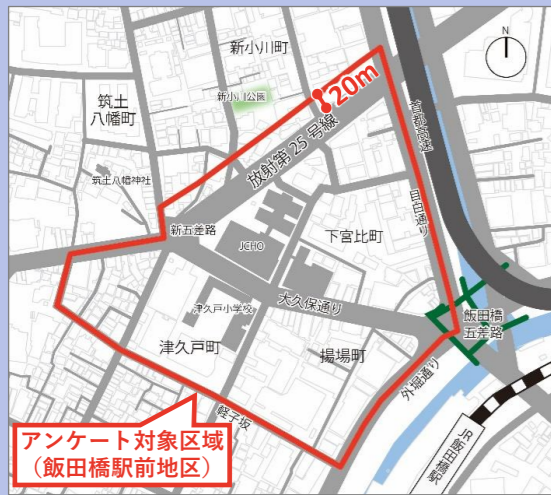 新小川町
N
20m
新小川公園
筑土
八幡町
放射第25号線
首都高速
目白通り
筑土八幡神社
新五差路
JCHO
下宮比町
津久戸小学校
大久保通り
飯田橋
五差路
津久戸町
揚場町
外堀通り
軽子坂
JR飯田橋駅
アンケート対象区域
(飯田橋駅前地区)